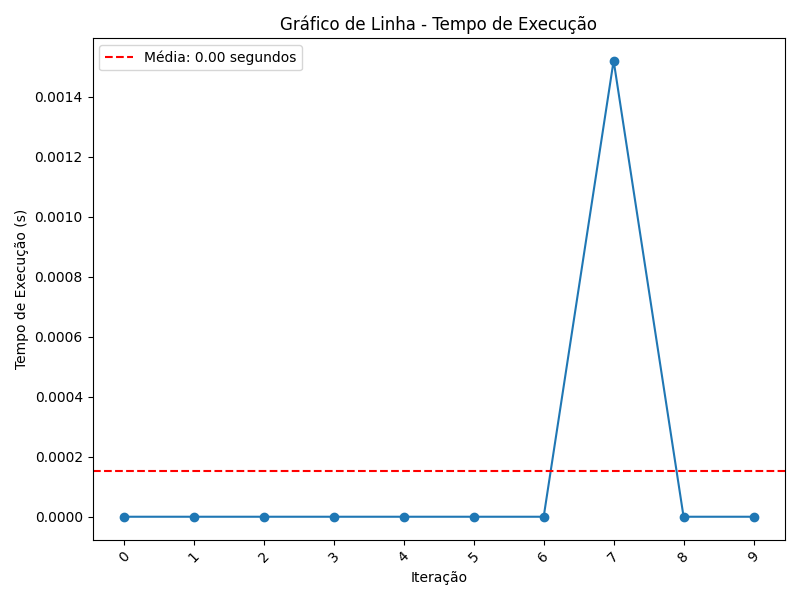 Gráfico de Linha - Tempo de Execução
Média: 0.00 segundos
Tempo de Execução (s)
0.0014
0.0012
0.0010
0.0008
0.0006
0.0004
0.0002
0.0000
0 1 2 3 4 5 6 7 8 9
Iteração